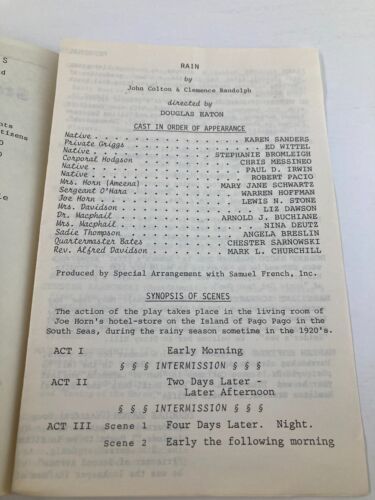 RAIN
by
John Colton & Clemence Randolph
directed by
DOUGLAS EATON
CAST IN ORDER OF APPEARANCE
Native . . . . . . . . . . . . KAREN SANDERS
Private Griggs . . . . . . . . . . . . ED WITTEL
Native . . . . . . . . . . . . STEPHANIE BROMLEIGH
Corporal Hodgson . . . . . . . . . . . . CHRIS MESSINEO
Native . . . . . . . . . . . . PAUL D. IRWTZ
Native . . . . . . . . . . . . ROBERT PACIO
Mrs. Horn (Ameena) . . . . . . . . . MARY JANE SCHWARTZ
Sergeant O'Hara . . . . . . . . . . . . WARREN HOFFMAN
Joe Horn . . . . . . . . . . . . LEWIS N. STONE
Mrs. Davidson . . . . . . . . . . . . LIZ DAWSON
Dr. Macphail . . . . . . . . . . . . ARNOLD J. BUCHIANE
Mrs. Macphail . . . . . . . . . . . . NINA DEUTZ
Sadie Thompson . . . . . . . . . . . . ANGELA BRESLIN
Quartermaster Bates . . . . . . . . . CHESTER SARNOWSKI
Rev. Alfred Davidson . . . . . . . . . MARK L. CHURCHILL
Produced by Special Arrangement with Samuel French, Inc.
SYNOPSIS OF SCENES
The action of the play takes place in the living room of
Joe Horn's hotel-store on the Island of Pago Pago in the
South Seas, during the rainy season sometime in the 1920's.
ACT I Early Morning
§ § § INTERMISSION § § §
ACT II Two Days Later -
Later Afternoon
§ § § INTERMISSION § § §
ACT III Scene 1 Four Days Later. Night.
Scene 2 Early the following morning